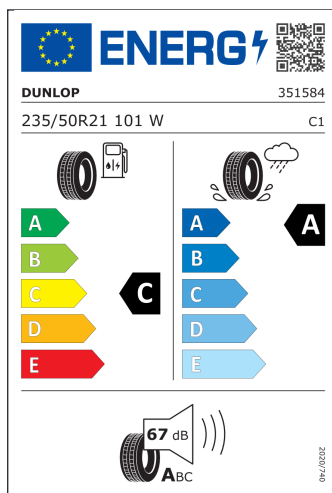 ENERG
DUNLOP 351584
235/50R21 101 W C1
A A A
B B
C C C
D D
E E
67 dB
ABC
2020/740